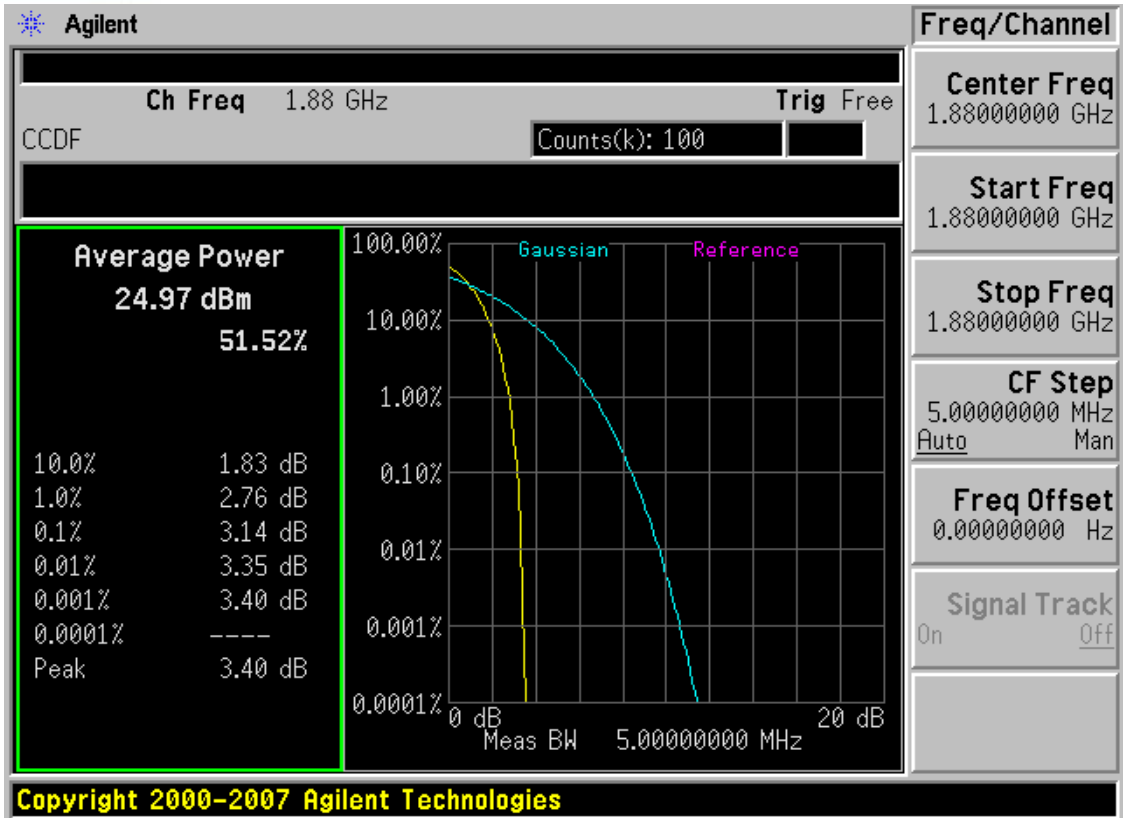 Agilent
Ch Freq 1.88 GHz Trig Free
CCDF Counts(k): 100
Average Power
24.97 dBm
51.52%
10.0% 1.83 dB
1.0% 2.76 dB
0.1% 3.14 dB
0.01% 3.35 dB
0.001% 3.40 dB
0.0001% ----
Peak 3.40 dB
Gaussian Reference
100.00%
10.00%
1.00%
0.10%
0.01%
0.001%
0.0001%
0 dB 20 dB
Meas BW 5.00000000 MHz
Freq/Channel
Center Freq
1.88000000 GHz
Start Freq
1.88000000 GHz
Stop Freq
1.88000000 GHz
CF Step
5.00000000 MHz
Auto Man
Freq Offset
0.00000000 Hz
Signal Track
On Off
Copyright 2000-2007 Agilent Technologies